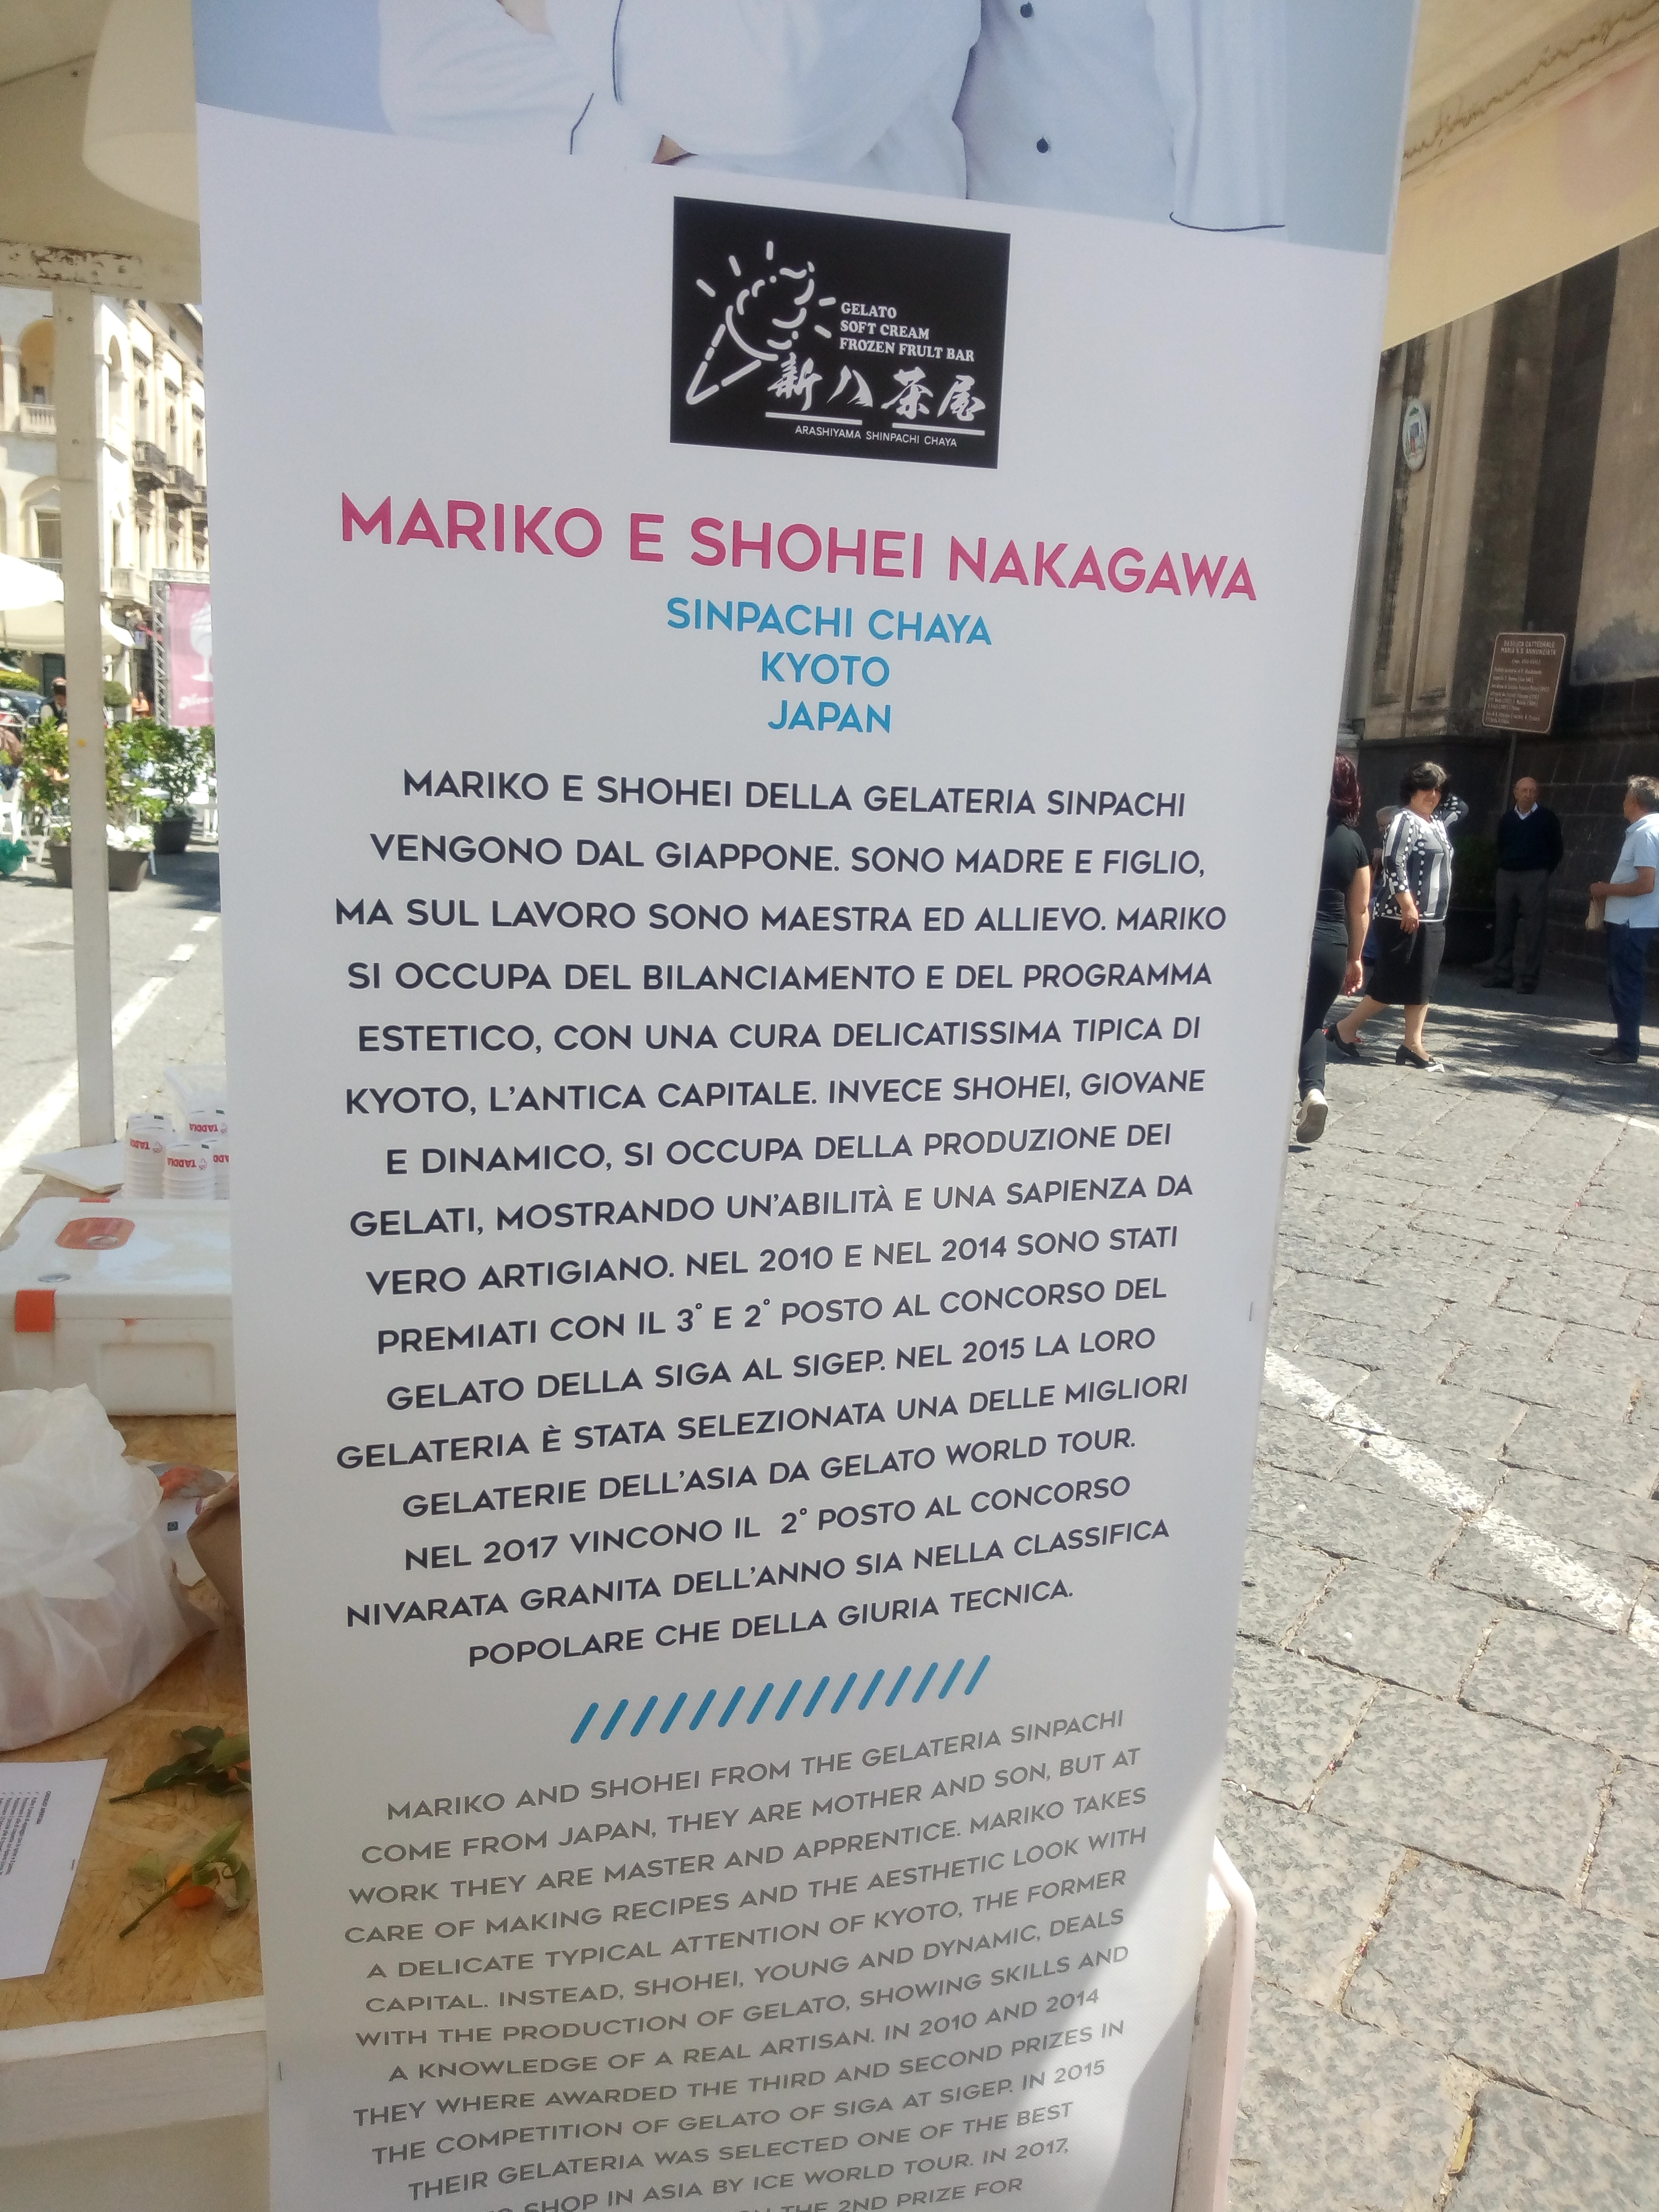 GELATO
SOFT CREAM
FROZEN FRULT BAR
新八茶屋
ARASHIYAMA SHINPACHI CHAYA
MARIKO E SHOHEI NAKAGAWA
SINPACHI CHAYA
KYOTO
JAPAN
MARIKO E SHOHEI DELLA GELATERIA SINPACHI
VENGONO DAL GIAPPONE. SONO MADRE E FIGLIO,
MA SUL LAVORO SONO MAESTRA ED ALLIEVO. MARIKO
SI OCCUPA DEL BILANCIAMENTO E DEL PROGRAMMA
ESTETICO, CON UNA CURA DELICATISSIMA TIPICA DI
KYOTO, L'ANTICA CAPITALE. INVECE SHOHEI, GIOVANE
E DINAMICO, SI OCCUPA DELLA PRODUZIONE DEI
GELATI, MOSTRANDO UN'ABILITÀ E UNA SAPIENZA DA
VERO ARTIGIANO. NEL 2010 E NEL 2014 SONO STATI
PREMIATI CON IL 3° E 2° POSTO AL CONCORSO DEL
GELATO DELLA SIGA AL SIGEP. NEL 2015 LA LORO
GELATERIA È STATA SELEZIONATA UNA DELLE MIGLIORI
GELATERIE DELL'ASIA DA GELATO WORLD TOUR.
NEL 2017 VINCONO IL 2° POSTO AL CONCORSO
NIVARATA GRANITA DELL'ANNO SIA NELLA CLASSIFICA
POPOLARE CHE DELLA GIURIA TECNICA.
MARIKO AND SHOHEI FROM THE GELATERIA SINPACHI
COME FROM JAPAN, THEY ARE MOTHER AND SON, BUT AT
WORK THEY ARE MASTER AND APPRENTICE. MARIKO TAKES
CARE OF MAKING RECIPES AND THE AESTHETIC LOOK WITH
A DELICATE TYPICAL ATTENTION OF KYOTO, THE FORMER
CAPITAL. INSTEAD, SHOHEI, YOUNG AND DYNAMIC, DEALS
WITH THE PRODUCTION OF GELATO, SHOWING SKILLS AND
A KNOWLEDGE OF A REAL ARTISAN. IN 2010 AND 2014
THEY WHERE AWARDED THE THIRD AND SECOND PRIZES IN
THE COMPETITION OF GELATO OF SIGA AT SIGEP. IN 2015
THEIR GELATERIA WAS SELECTED ONE OF THE BEST
SHOP IN ASIA BY ICE WORLD TOUR. IN 2017,
THE 2ND PRIZE FOR
BASILICA CATTEDRALE
MARIA S.S. ANNUNZIATA
TADDIA
TADDIA